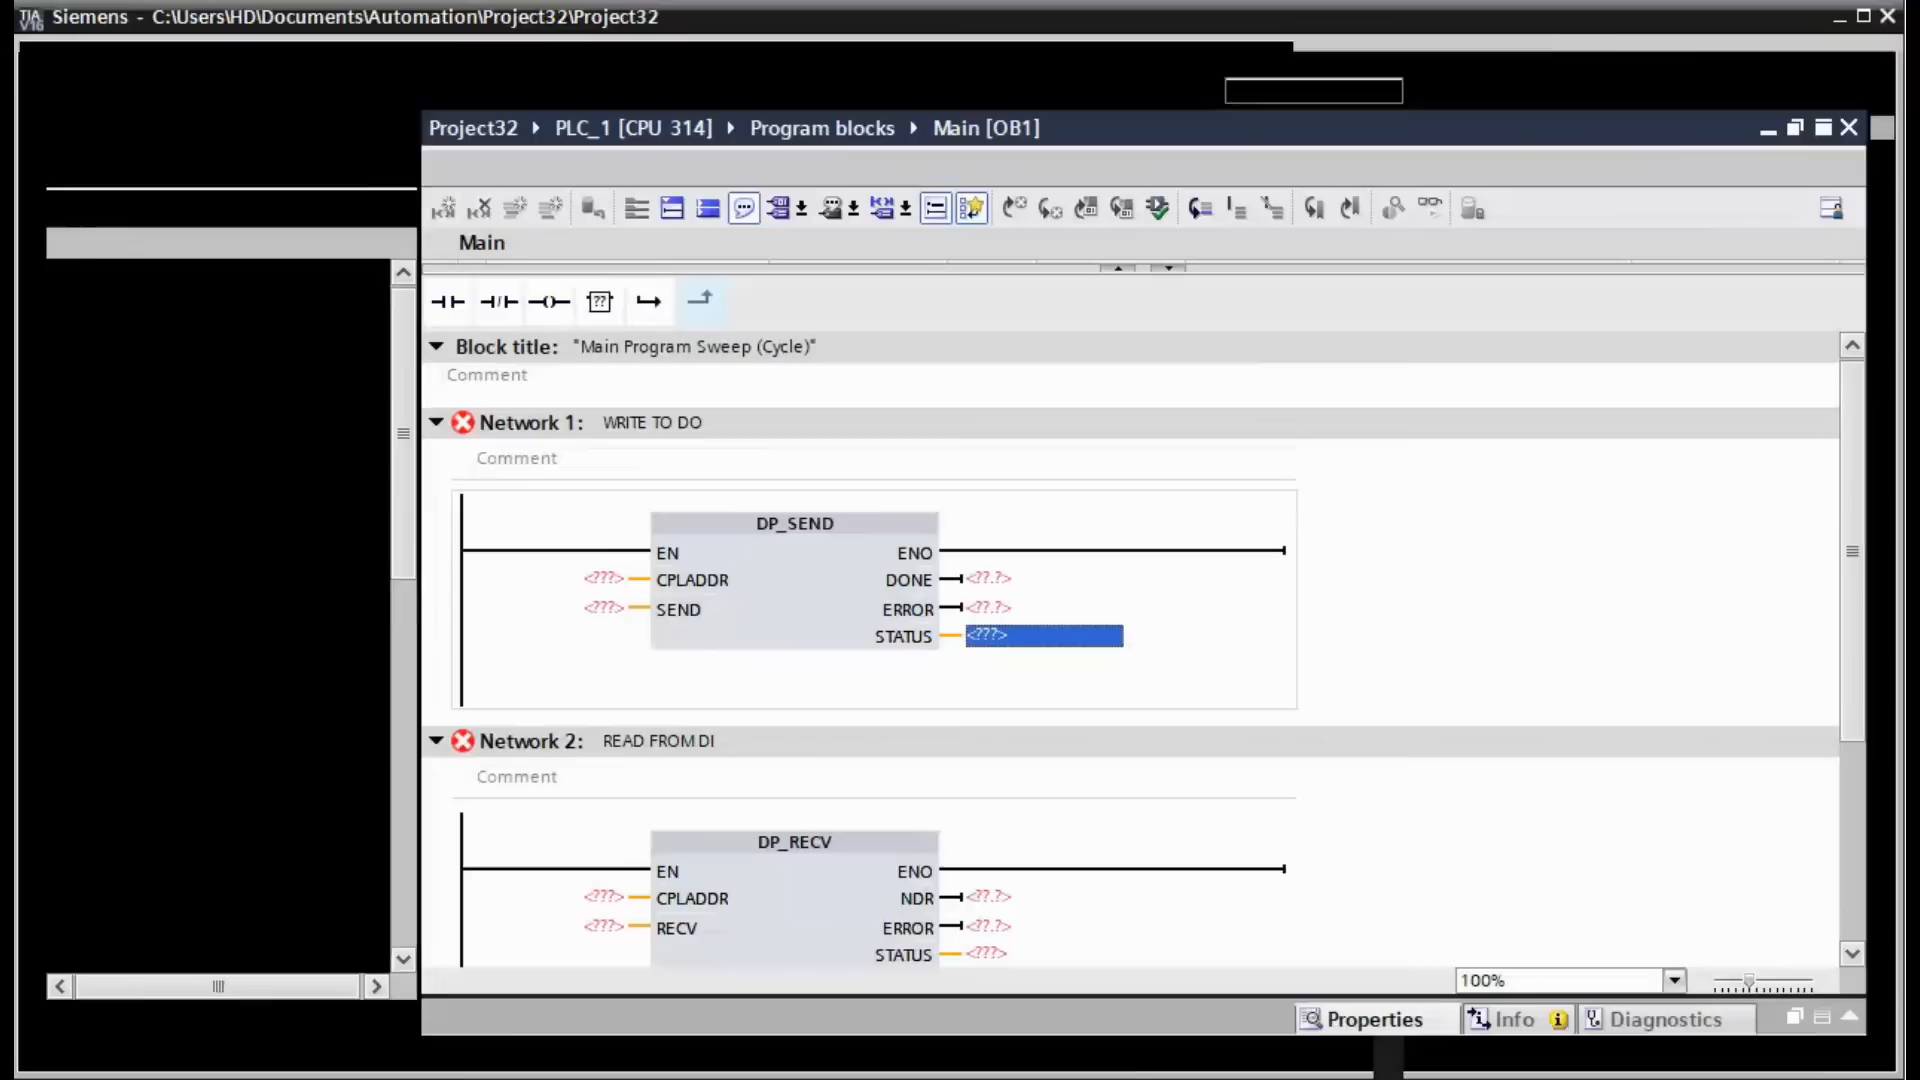 TIA V16 Siemens - C:\Users\HD\Documents\Automation\Project32\Project32
Project32 PLC_1 [CPU 314] Program blocks Main [OB1]
Main
??
Block title: "Main Program Sweep (Cycle)"
Comment
Network 1: WRITE TO DO
Comment
DP_SEND
EN ENO
<???> CPLADDR DONE <??.?>
<???> SEND ERROR <??.?>
STATUS <???>
Network 2: READ FROM DI
Comment
DP_RECV
EN ENO
<???> CPLADDR NDR <??.?>
<???> RECV ERROR <??.?>
STATUS <???>
100%
Properties Info Diagnostics